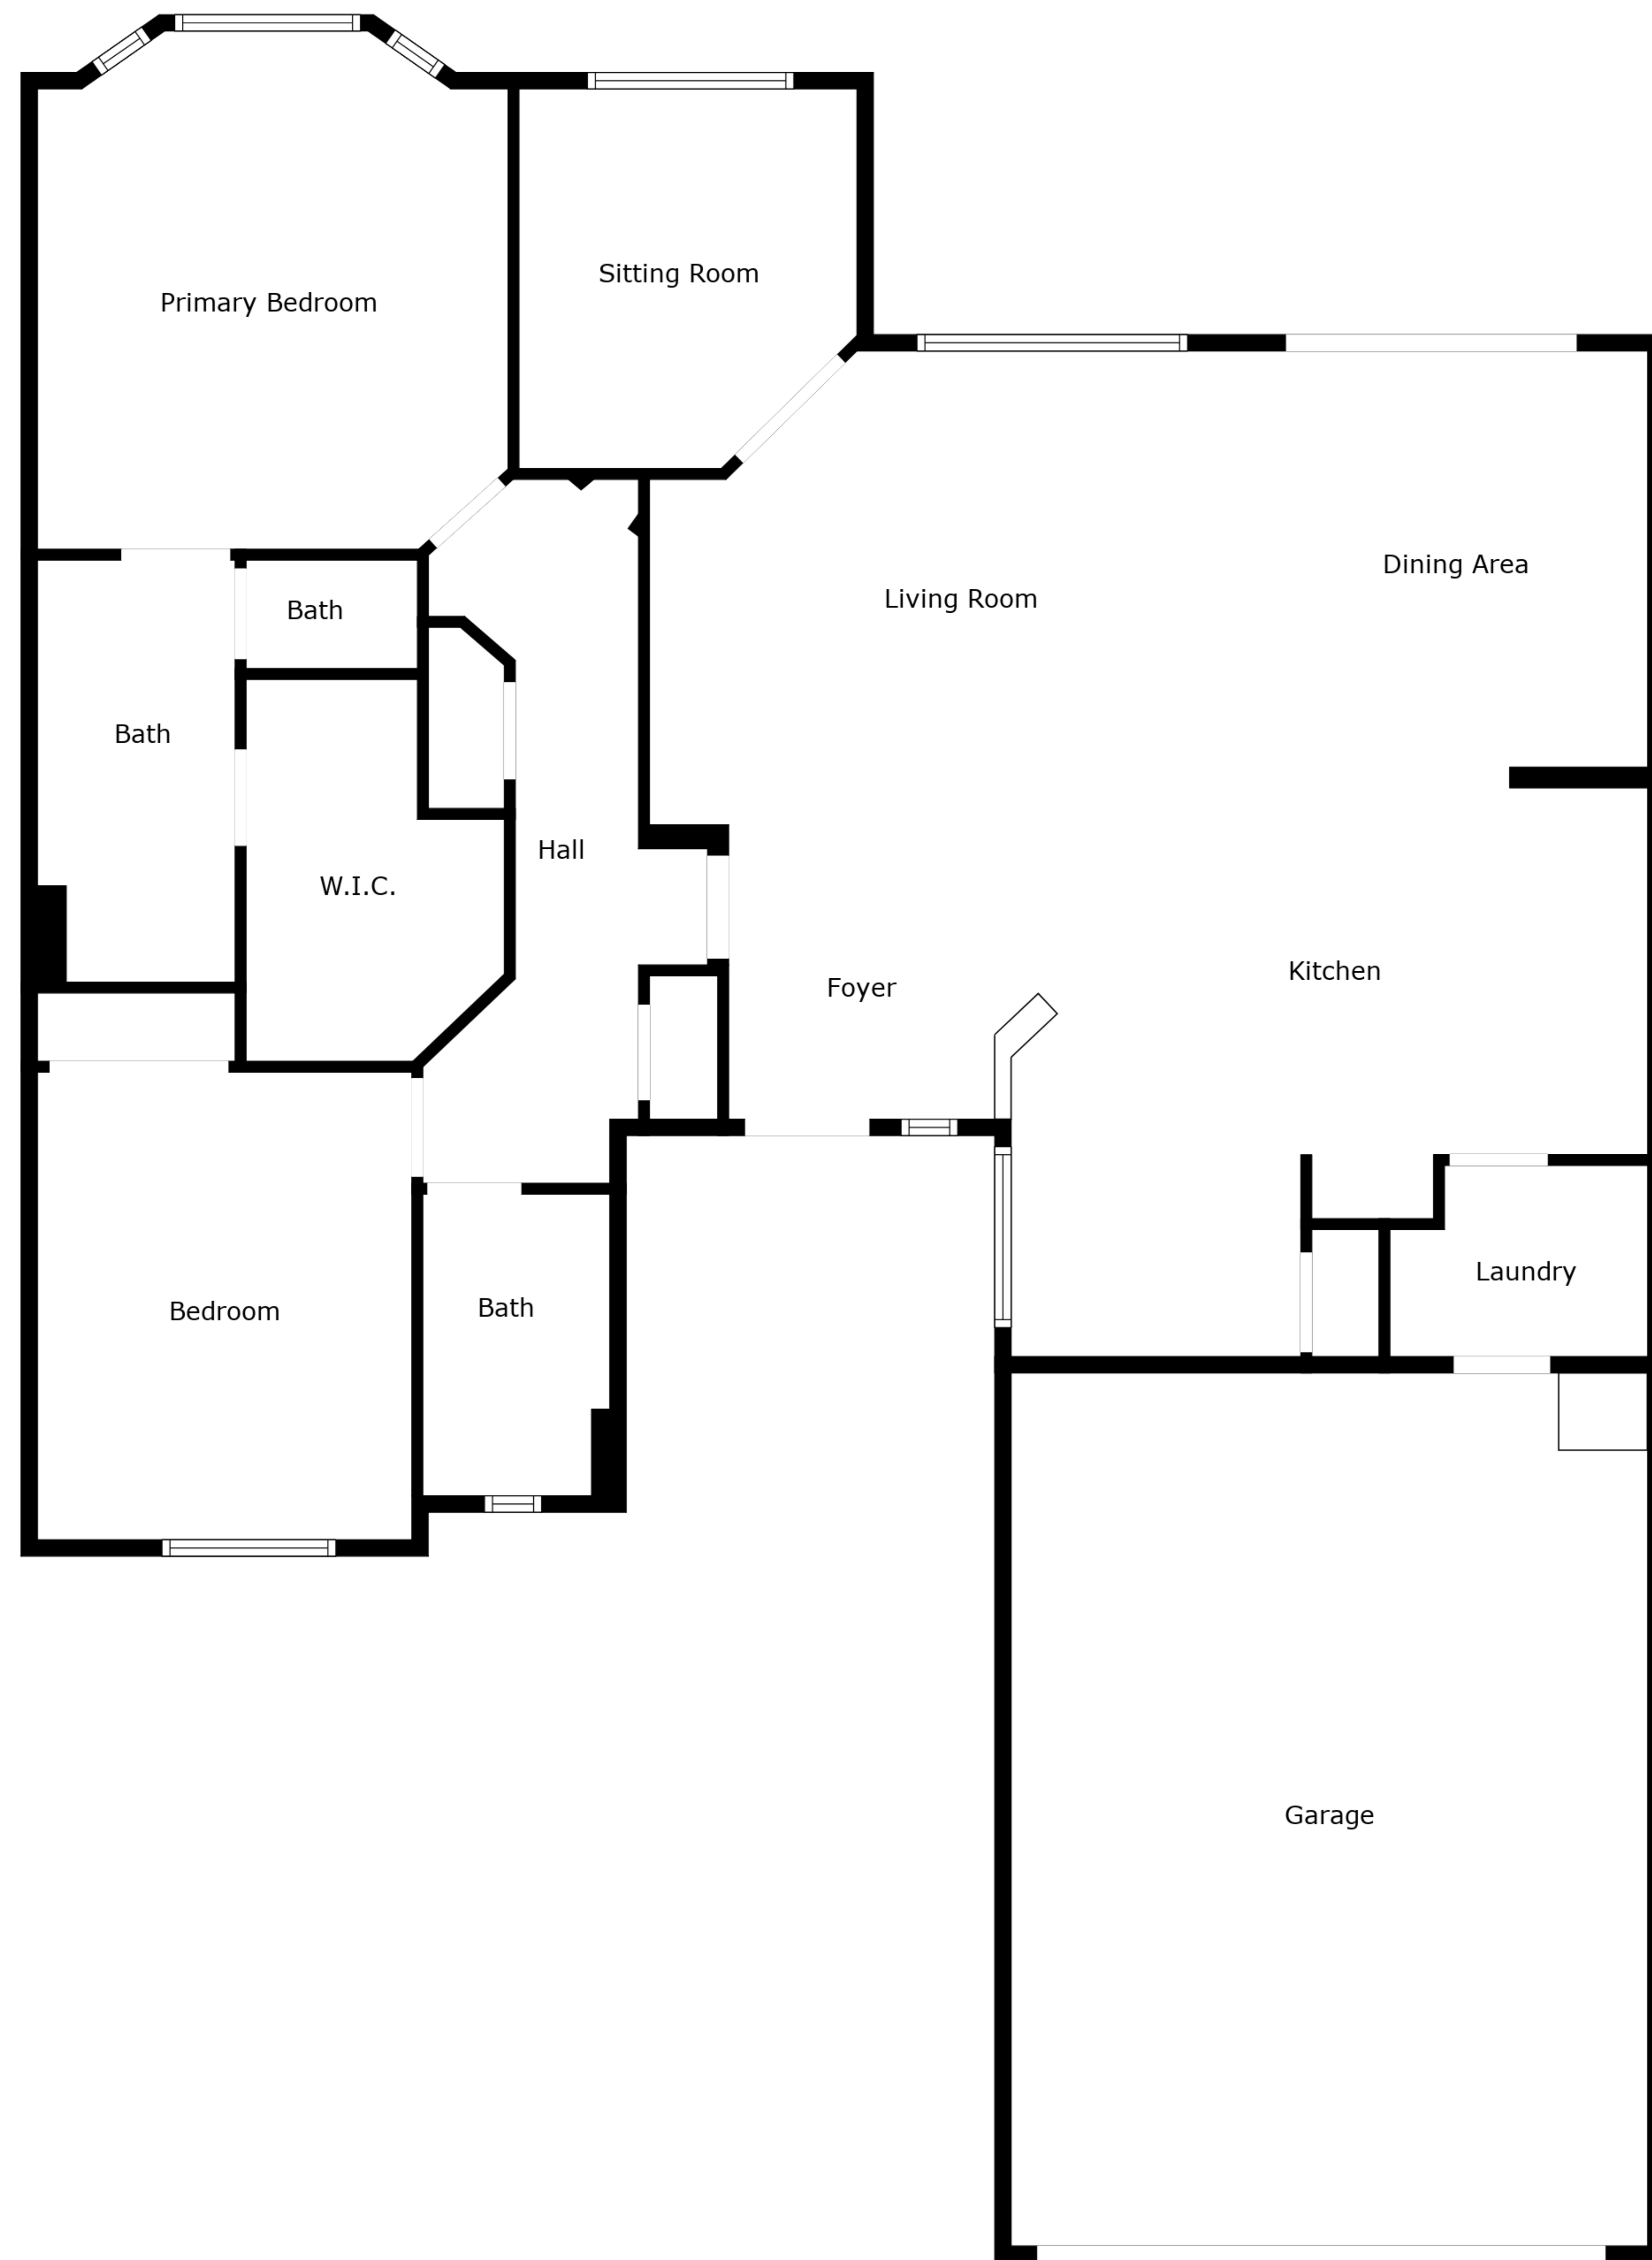 Sitting Room
Primary Bedroom
Dining Area
Living Room
Bath
Bath
Hall
W.I.C.
Kitchen
Foyer
Laundry
Bath
Bedroom
Garage